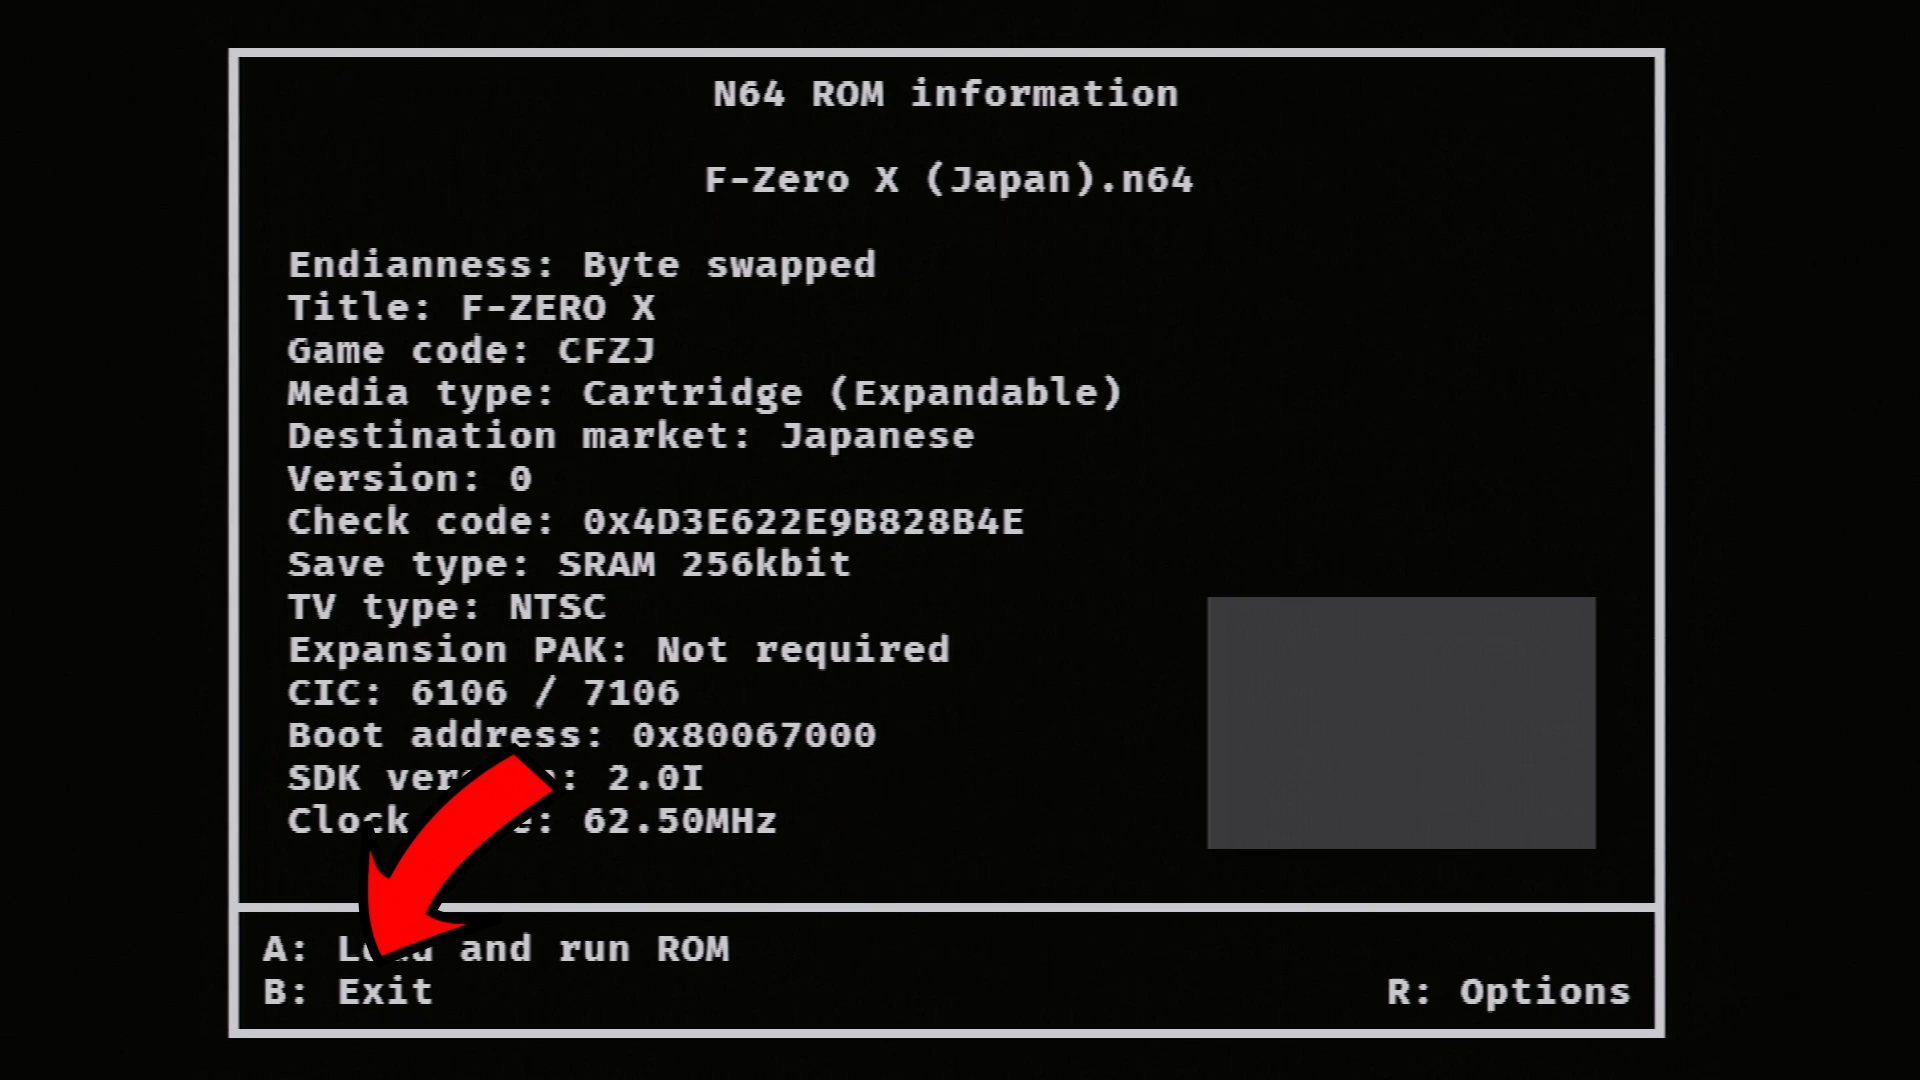 N64 ROM information
F-Zero X (Japan).n64
Endianness: Byte swapped
Title: F-ZERO X
Game code: CFZJ
Media type: Cartridge (Expandable)
Destination market: Japanese
Version: 0
Check code: 0x4D3E622E9B828B4E
Save type: SRAM 256kbit
TV type: NTSC
Expansion PAK: Not required
CIC: 6106 / 7106
Boot address: 0x80067000
SDK 2.0I
Clock 62.50MHz
A: Load and run ROM
B: Exit
R: Options